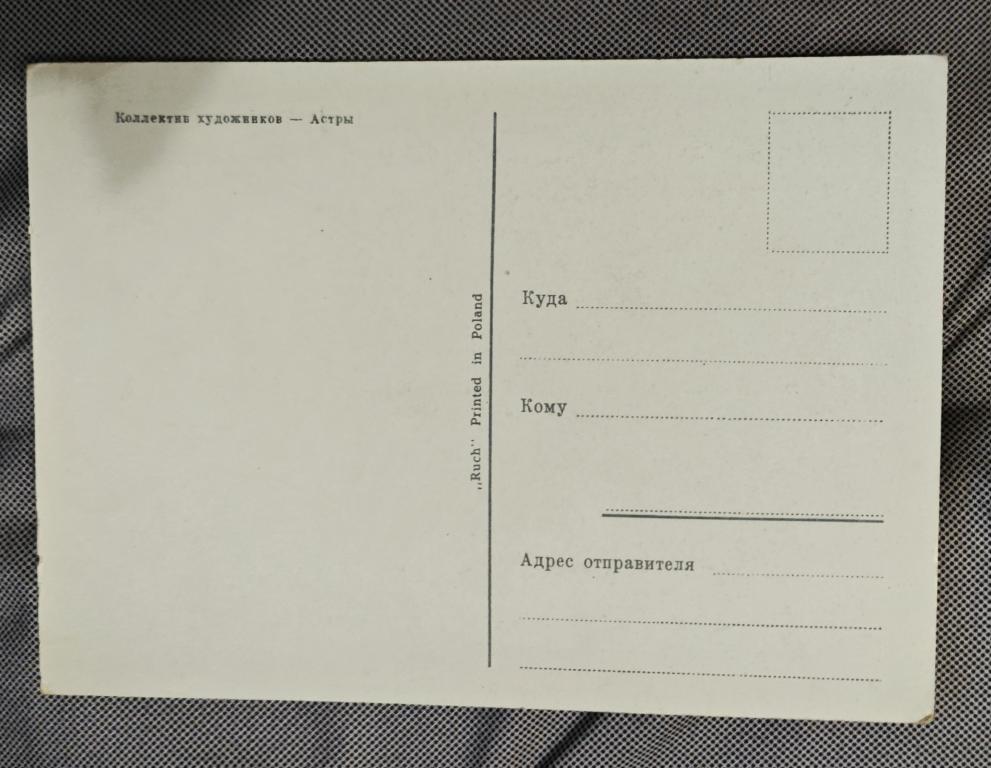 Коллектив художников — Астры
„Ruch" Printed in Poland
Куда
Кому
Адрес отправителя